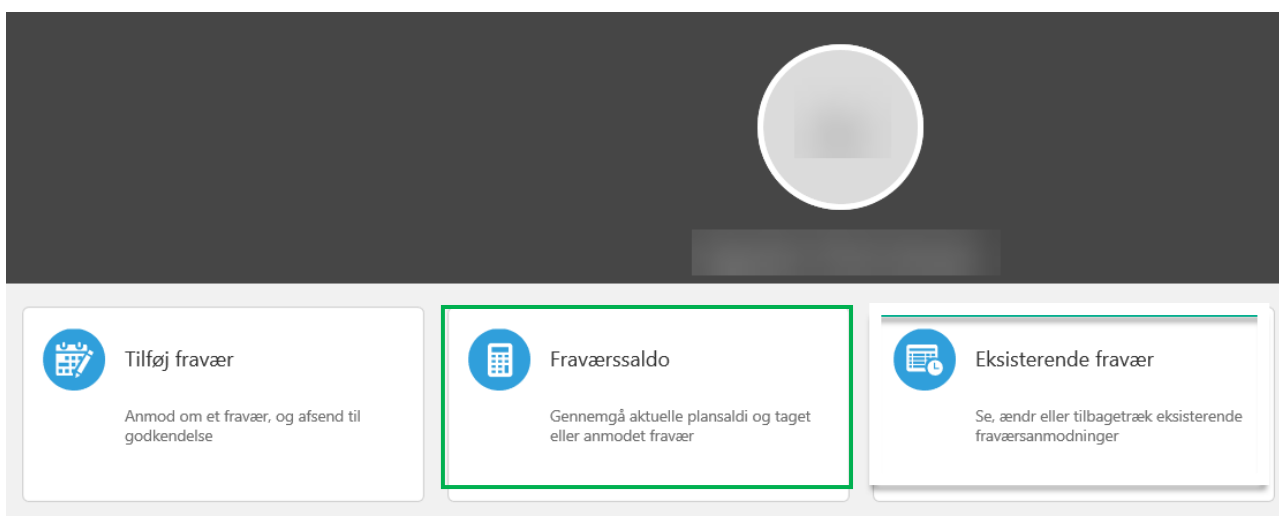 Tilføj fravær
Anmod om et fravær, og afsend til
godkendelse
Fraværssaldo
Gennemgå aktuelle plansaldi og taget
eller anmodet fravær
Eksisterende fravær
Se, ændr eller tilbagetræk eksisterende
fraværsanmodninger